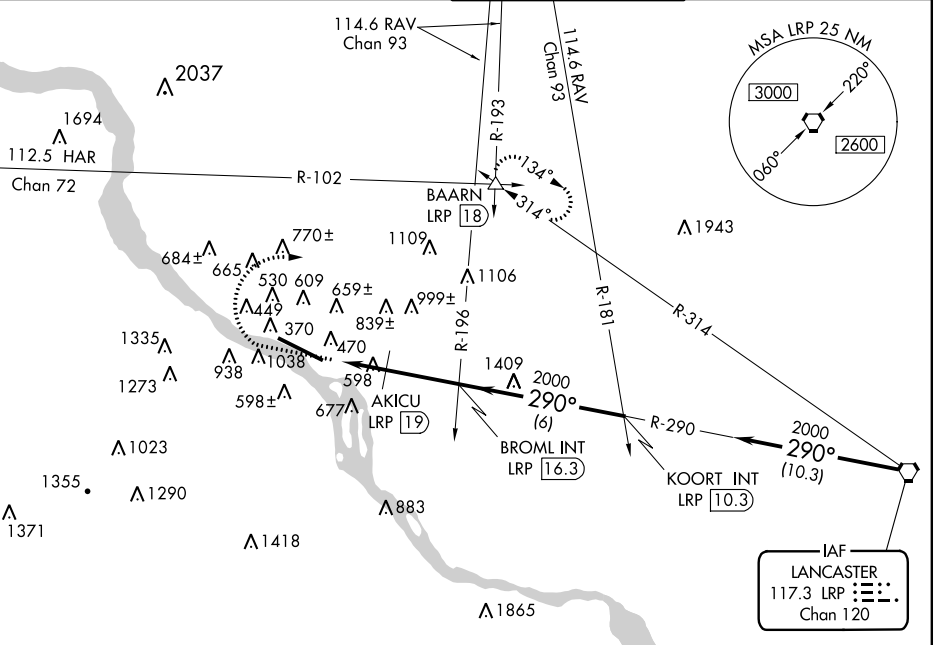 114.6 RAV
Chan 93
114.6 RAV
Chan 93
MSA LRP 25 NM
220°
3000
2600
060°
2037
1694
112.5 HAR
Chan 72
R-102
R-193
134°
314°
BAARN
LRP 18
1943
770±
684±
665
1109
1106
530
609
659±
999±
449
839±
370
470
R-196
R-181
R-314
1335
938
1038
598
1409
1273
598±
677
AKICU
LRP 19
2000
290°
(6)
R-290
2000
290°
(10.3)
BROML INT
LRP 16.3
KOORT INT
LRP 10.3
1023
1355
1290
883
1371
1418
1865
IAF
LANCASTER
117.3 LRP
Chan 120